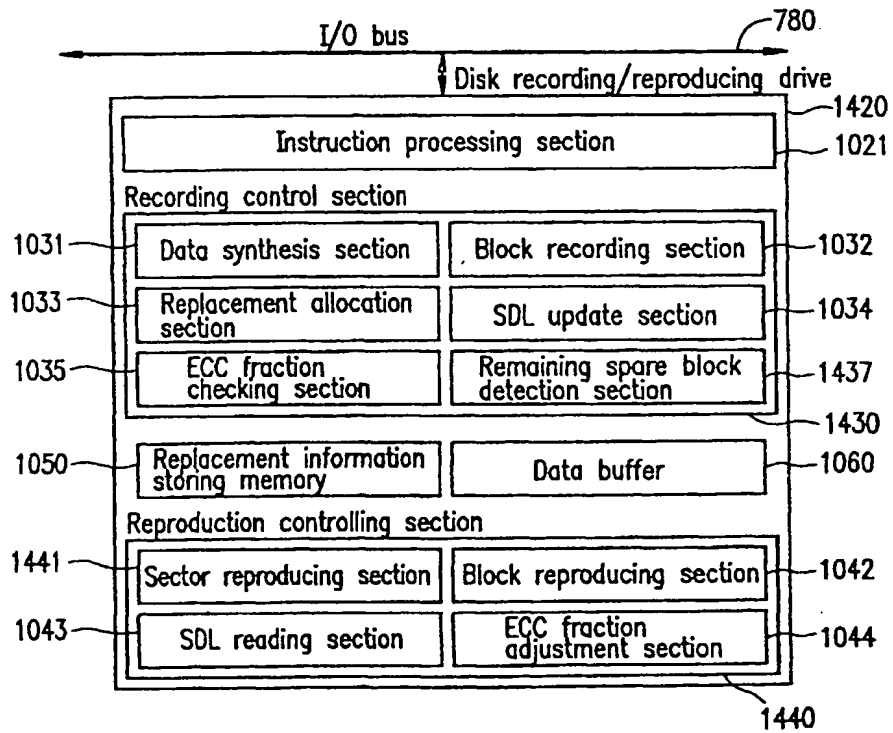 I/O bus
780
Disk recording/reproducing drive
1420
Instruction processing section
1021
Recording control section
1031
Data synthesis section
Block recording section
1032
1033
Replacement allocation
section
SDL update section
1034
1035
ECC fraction
checking section
Remaining spare block
detection section
1437
1430
1050
Replacement information
storing memory
Data buffer
1060
Reproduction controlling section
1441
Sector reproducing section
Block reproducing section
1042
1043
SDL reading section
ECC fraction
adjustment section
1044
1440